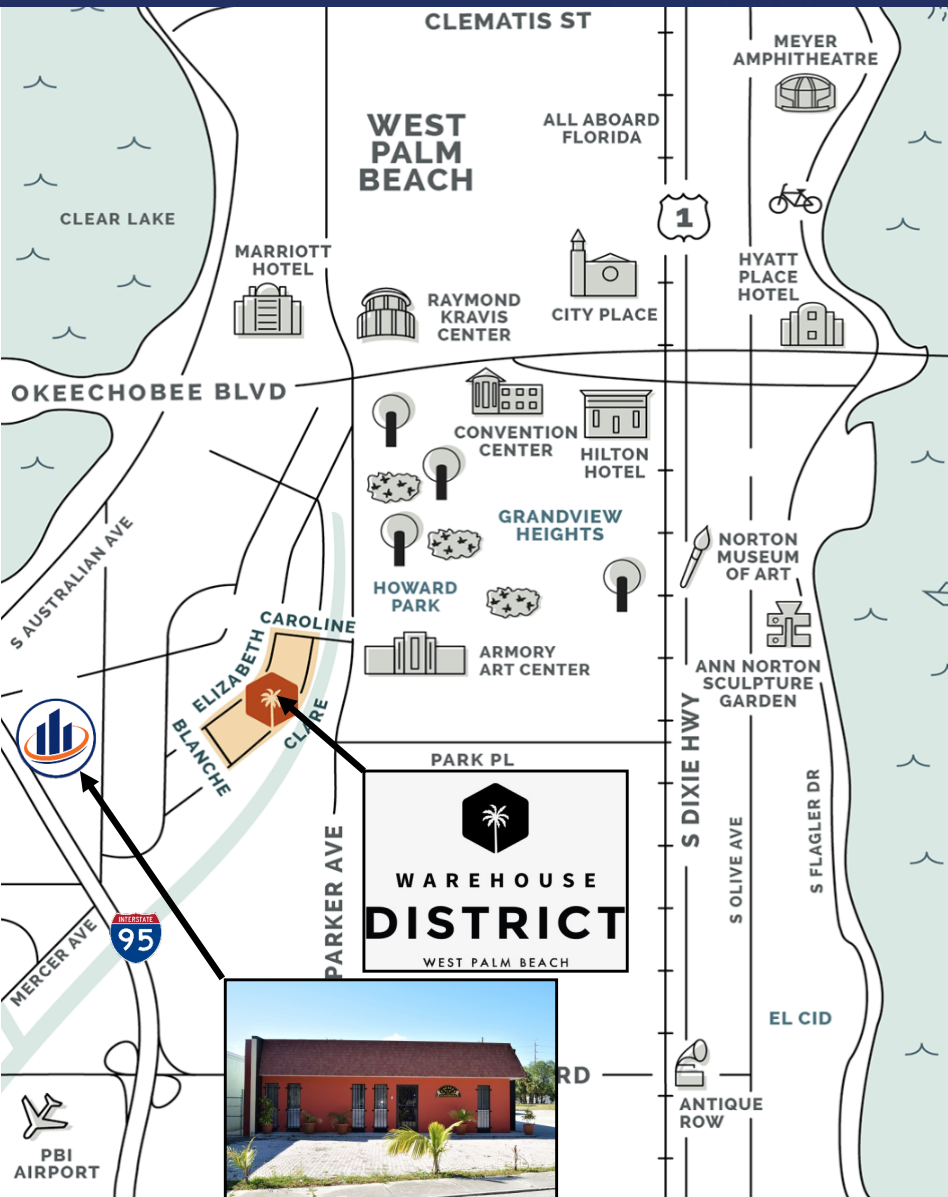 CLEMATIS ST
MEYER
AMPHITHEATRE
ALL ABOARD
FLORIDA
WEST
PALM
BEACH
CLEAR LAKE
1
MARRIOTT
HOTEL
HYATT
PLACE
HOTEL
RAYMOND
KRAVIS
CENTER
CITY PLACE
OKEECHOBEE BLVD
CONVENTION
CENTER
HILTON
HOTEL
GRANDVIEW
HEIGHTS
S AUSTRALIAN AVE
NORTON
MUSEUM
OF ART
HOWARD
PARK
CAROLINE
ELIZABETH
ARMORY
ART CENTER
ANN NORTON
SCULPTURE
GARDEN
BLANCHE
CLARE
PARK PL
S DIXIE HWY
S OLIVE AVE
S FLAGLER DR
PARKER AVE
WAREHOUSE
DISTRICT
WEST PALM BEACH
INTERSTATE
95
MERCER AVE
EL CID
RD
ANTIQUE
ROW
PBI
AIRPORT